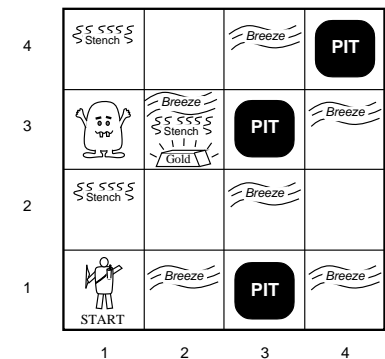 4
Stench
Breeze
PIT
3
Breeze
Stench
Gold
PIT
Breeze
2
Stench
Breeze
1
START
Breeze
PIT
Breeze
1 2 3 4